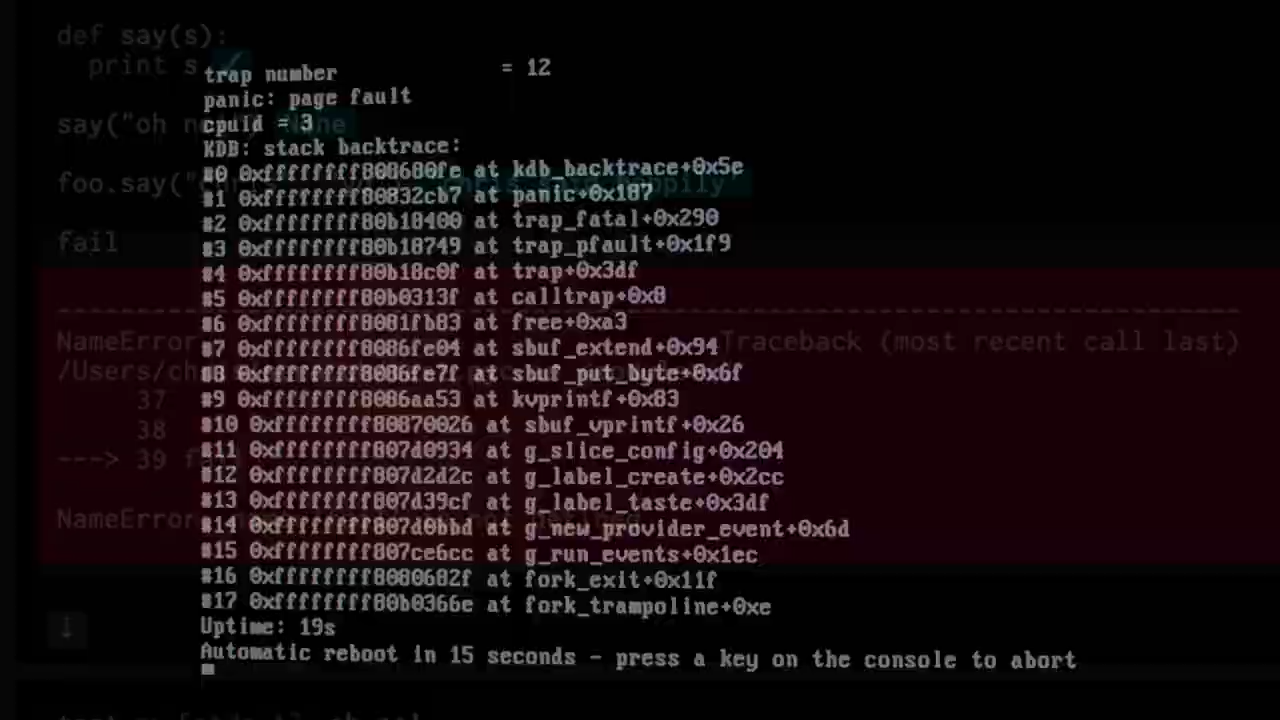 def say(s):
print s
trap number = 12
panic: page fault
cpuid = 3
say("oh no
KDB: stack backtrace:
#0 0xffffffff808680fe at kdb_backtrace+0x5e
foo.say("
#1 0xffffffff80832cb7 at panic+0x187
#2 0xffffffff80b18400 at trap_fatal+0x290
fail
#3 0xffffffff80b18749 at trap_pfault+0x1f9
#4 0xffffffff80b18c0f at trap+0x3df
#5 0xffffffff80b0313f at calltrap+0x8
#6 0xffffffff8081fb83 at free+0xa3
NameError Traceback (most recent call last)
#7 0xffffffff8086fe04 at sbuf_extend+0x94
/Users/ch
#8 0xffffffff8086fe7f at sbuf_put_byte+0x6f
37
#9 0xffffffff8086aa53 at kvprintf+0x83
38
#10 0xffffffff80870026 at sbuf_vprintf+0x26
---> 39
#11 0xffffffff807d0934 at g_slice_config+0x204
#12 0xffffffff807d2d2c at g_label_create+0x2cc
#13 0xffffffff807d39cf at g_label_taste+0x3df
NameError
#14 0xffffffff807d0bbd at g_new_provider_event+0x6d
#15 0xffffffff807ce6cc at g_run_events+0x1ec
#16 0xffffffff8080682f at fork_exit+0x11f
#17 0xffffffff80b0366e at fork_trampoline+0xe
Uptime: 19s
Automatic reboot in 15 seconds - press a key on the console to abort